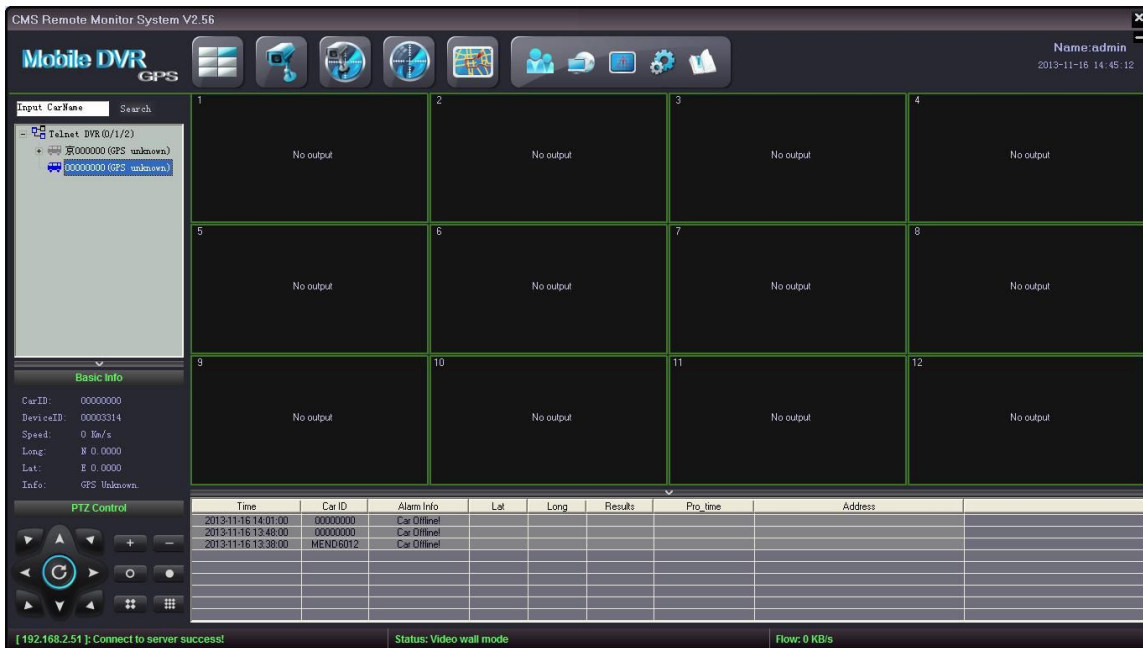 CMS Remote Monitor System V2.56
Mobile DVR
GPS
Name:admin
2013-11-16 14:45:12
Input CarName Search
Telnet DVR(0/1/2)
京000000(GPS unknown)
00000000(GPS unknown)
1 2 3 4
No output No output No output No output
5 6 7 8
No output No output No output No output
9 10 11 12
No output No output No output No output
Basic Info
CarID: 00000000
DeviceID: 00003314
Speed: 0 Km/s
Long: N 0.0000
Lat: E 0.0000
Info: GPS Unknown.
PTZ Control
Time Car ID Alarm Info Lat Long Results Pro_time Address
2013-11-16 14:01:00 00000000 Car Offline!
2013-11-16 13:48:00 00000000 Car Offline!
2013-11-16 13:38:00 MEND6012 Car Offline!
[ 192.168.2.51 ]: Connect to server success! Status: Video wall mode Flow: 0 KB/s